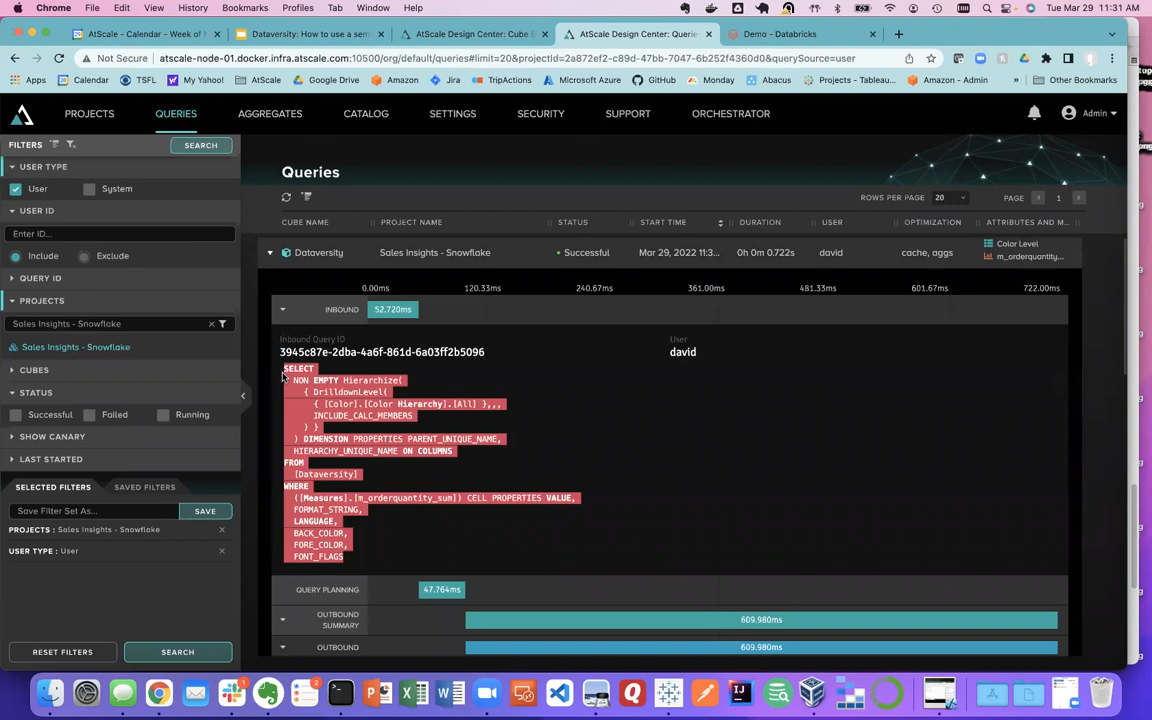 Chrome File Edit View History Bookmarks Profiles Tab Window Help Tue Mar 29 11:31 AM
AtScale - Calendar - Week of M
Dataversity: How to use a sem
AtScale Design Center: Cube D
AtScale Design Center: Querie
Demo - Databricks
Not Secure atscale-node-01.docker.infra.atscale.com:10500/org/default/queries#limit=20&projectId=2a872ef2-c89d-47bb-7047-6b252f4360d0&querySource=user
Apps Calendar TSFL My Yahoo! AtScale Google Drive Amazon Jira TripActions Microsoft Azure GitHub Monday Abacus Projects - Tableau... Amazon - Admin » Other Bookmarks
PROJECTS QUERIES AGGREGATES CATALOG SETTINGS SECURITY SUPPORT ORCHESTRATOR Admin
FILTERS SEARCH
USER TYPE
User System
USER ID
Enter ID...
Include Exclude
QUERY ID
PROJECTS
Sales Insights - Snowflake
Sales Insights - Snowflake
CUBES
STATUS
Successful Failed Running
SHOW CANARY
LAST STARTED
SELECTED FILTERS SAVED FILTERS
Save Filter Set As... SAVE
PROJECTS : Sales Insights - Snowflake
USER TYPE : User
RESET FILTERS SEARCH
Queries
ROWS PER PAGE 20 PAGE 1
CUBE NAME PROJECT NAME STATUS START TIME DURATION USER OPTIMIZATION ATTRIBUTES AND M...
Dataversity Sales Insights - Snowflake Successful Mar 29, 2022 11:3... 0h 0m 0.722s david cache, aggs Color Level
m_orderquantity...
0.00ms 120.33ms 240.67ms 361.00ms 481.33ms 601.67ms 722.00ms
INBOUND 52.720ms
Inbound Query ID User
3945c87e-2dba-4a6f-861d-6a03ff2b5096 david
SELECT
NON EMPTY Hierarchize(
{ DrilldownLevel(
{ [Color].[Color Hierarchy].[All] },,,
INCLUDE_CALC_MEMBERS
) }
) DIMENSION PROPERTIES PARENT_UNIQUE_NAME,
HIERARCHY_UNIQUE_NAME ON COLUMNS
FROM
[Dataversity]
WHERE
([Measures].[m_orderquantity_sum]) CELL PROPERTIES VALUE,
FORMAT_STRING,
LANGUAGE,
BACK_COLOR,
FORE_COLOR,
FONT_FLAGS
QUERY PLANNING 47.764ms
OUTBOUND
SUMMARY 609.980ms
OUTBOUND 609.980ms